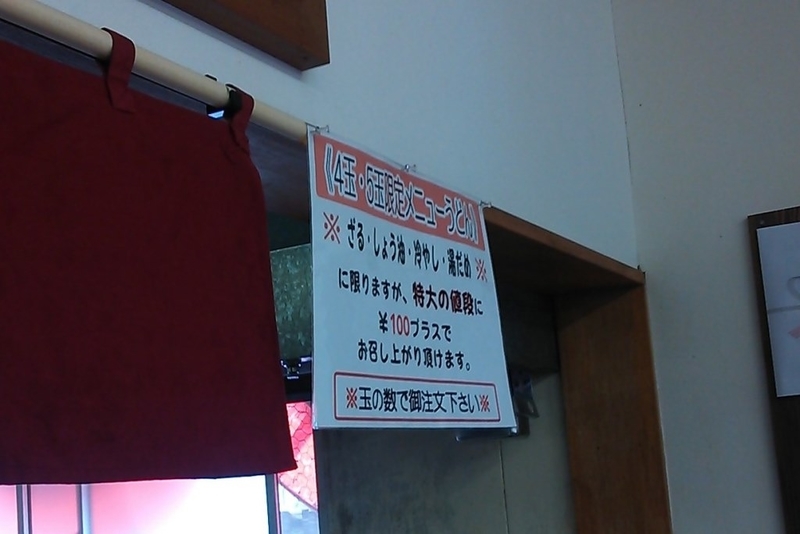 《4玉・5玉限定メニューうどん》
※ ざる・しょう油・冷やし・湯だめ ※
に限りますが、特大の値段に
¥100プラスで
お召し上がり頂けます。
※玉の数で御注文下さい※